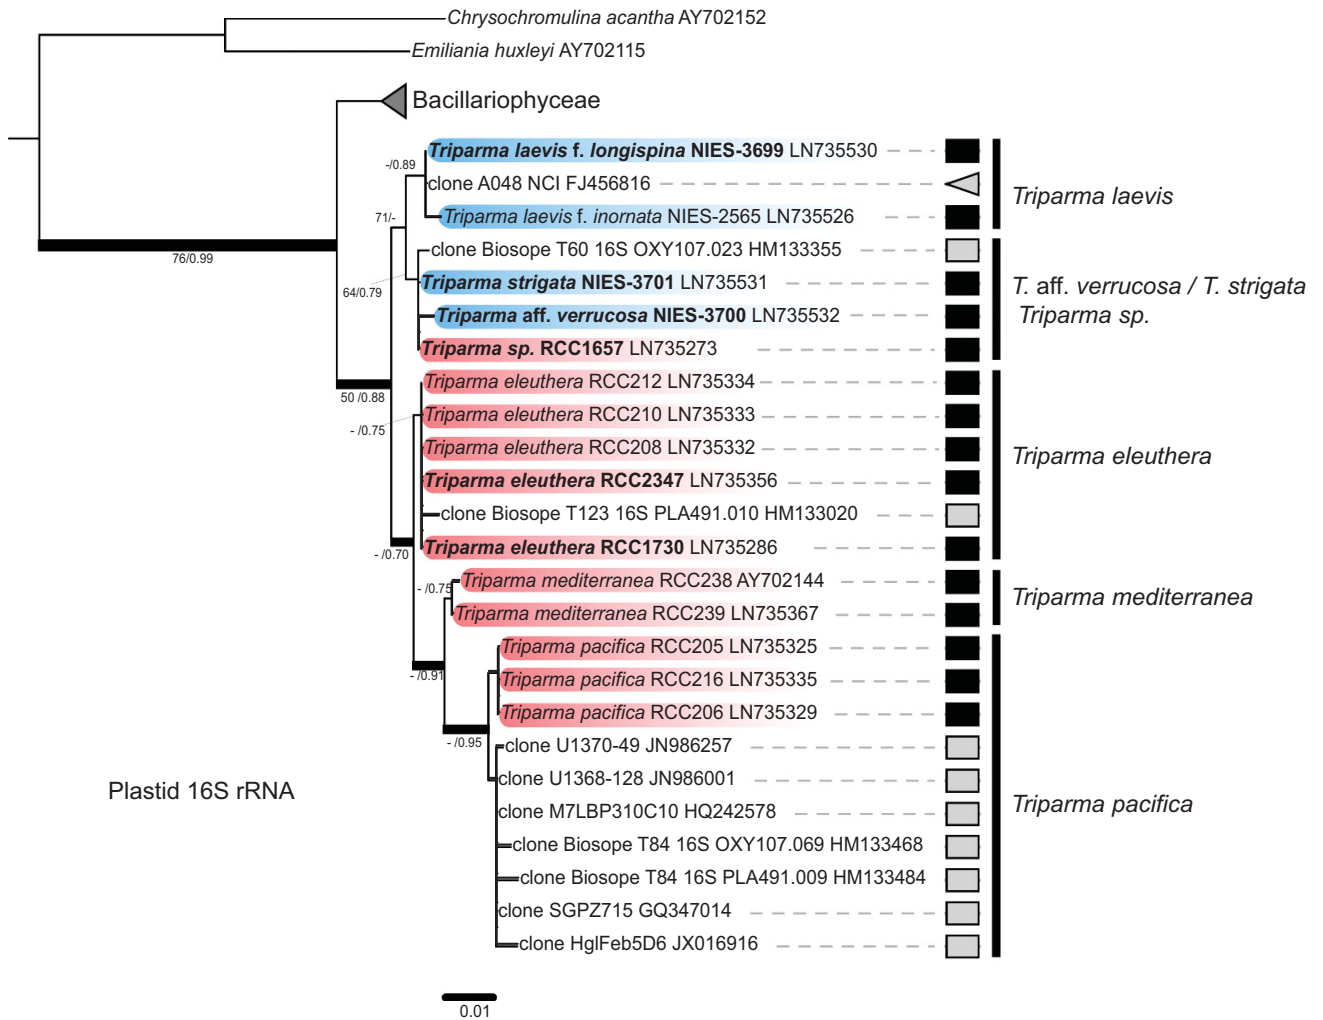 Chrysochromulina acantha AY702152
Emiliania huxleyi AY702115
Bacillariophyceae
Triparma laevis f. longispina NIES-3699 LN735530
-/0.89
clone A048 NCI FJ456816
Triparma laevis
Triparma laevis f. inornata NIES-2565 LN735526
71/-
clone Biosope T60 16S OXY107.023 HM133355
76/0.99
Triparma strigata NIES-3701 LN735531
T. aff. verrucosa / T. strigata
64/0.79
Triparma aff. verrucosa NIES-3700 LN735532
Triparma sp.
Triparma sp. RCC1657 LN735273
Triparma eleuthera RCC212 LN735334
50 /0.88
Triparma eleuthera RCC210 LN735333
- /0.75
Triparma eleuthera RCC208 LN735332
Triparma eleuthera
Triparma eleuthera RCC2347 LN735356
clone Biosope T123 16S PLA491.010 HM133020
Triparma eleuthera RCC1730 LN735286
- /0.70
Triparma mediterranea RCC238 AY702144
- /0.75
Triparma mediterranea
Triparma mediterranea RCC239 LN735367
Triparma pacifica RCC205 LN735325
- /0.91
Triparma pacifica RCC216 LN735335
Triparma pacifica RCC206 LN735329
- /0.95
clone U1370-49 JN986257
clone U1368-128 JN986001
Plastid 16S rRNA
Triparma pacifica
clone M7LBP310C10 HQ242578
clone Biosope T84 16S OXY107.069 HM133468
clone Biosope T84 16S PLA491.009 HM133484
clone SGPZ715 GQ347014
clone HglFeb5D6 JX016916
0.01